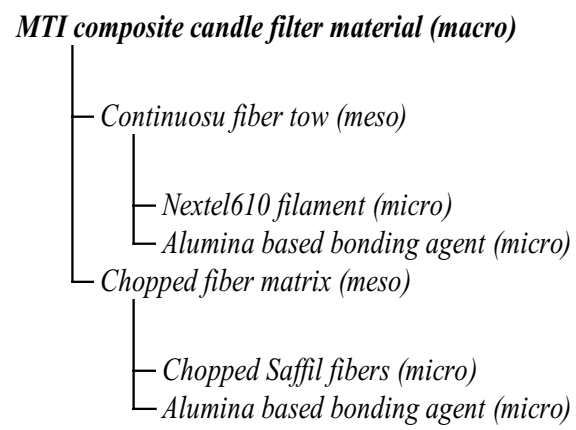 MTI composite candle filter material (macro)
Continuosu fiber tow (meso)
Nextel610 filament (micro)
Alumina based bonding agent (micro)
Chopped fiber matrix (meso)
Chopped Saffil fibers (micro)
Alumina based bonding agent (micro)